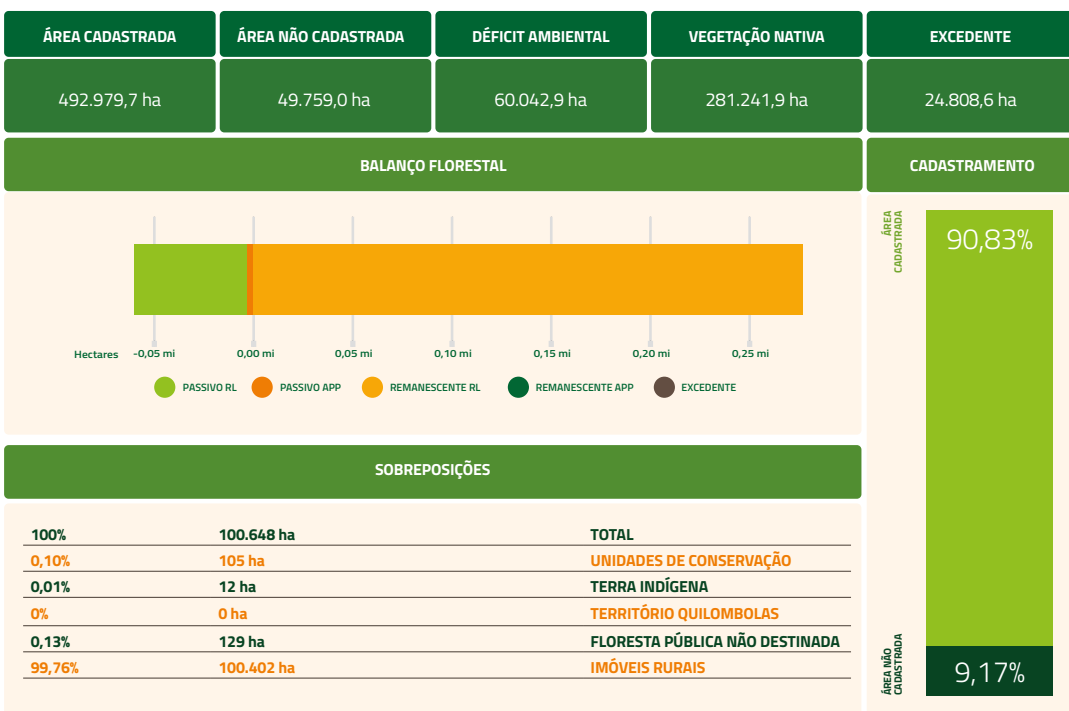 ÁREA CADASTRADA
ÁREA NÃO CADASTRADA
DÉFICIT AMBIENTAL
VEGETAÇÃO NATIVA
EXCEDENTE
492.979,7 ha
49.759,0 ha
60.042,9 ha
281.241,9 ha
24.808,6 ha
BALANÇO FLORESTAL
Hectares -0,05 mi 0,00 mi 0,05 mi 0,10 mi 0,15 mi 0,20 mi 0,25 mi
PASSIVO RL PASSIVO APP REMANESCENTE RL REMANESCENTE APP EXCEDENTE
SOBREPOSIÇÕES
100% 100.648 ha TOTAL
0,10% 105 ha UNIDADES DE CONSERVAÇÃO
0,01% 12 ha TERRA INDÍGENA
0% 0 ha TERRITÓRIO QUILOMBOLAS
0,13% 129 ha FLORESTA PÚBLICA NÃO DESTINADA
99,76% 100.402 ha IMÓVEIS RURAIS
CADASTRAMENTO
ÁREA
CADASTRADA
90,83%
ÁREA NÃO
CADASTRADA
9,17%